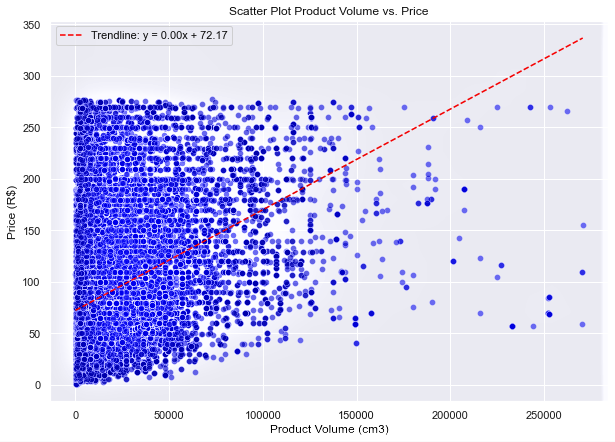 Scatter Plot Product Volume vs. Price
Trendline: y = 0.00x + 72.17
350
300
250
200
150
100
50
0
Price (R$)
0 50000 100000 150000 200000 250000
Product Volume (cm3)